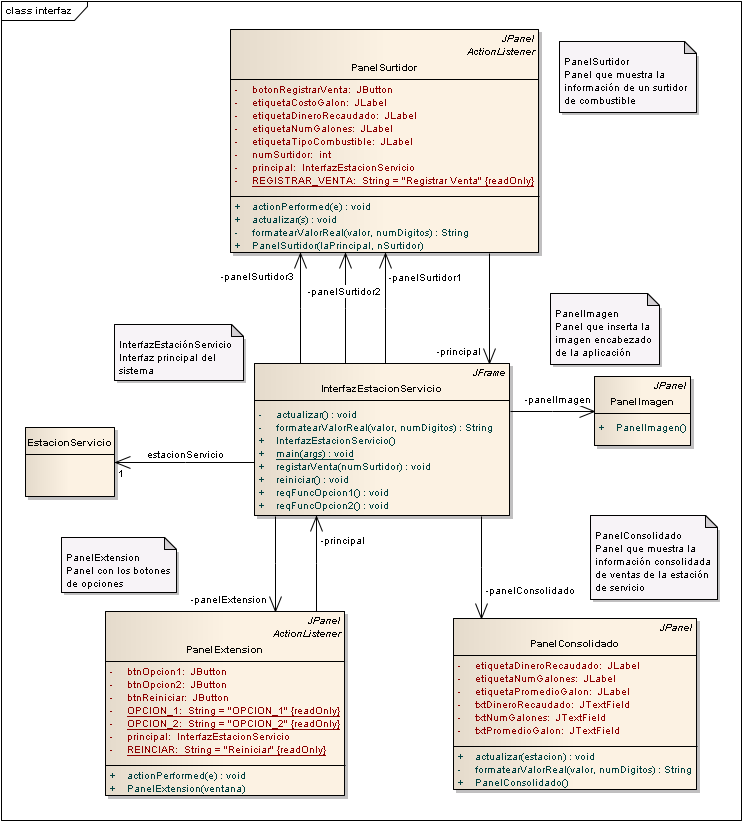 class interfaz
JPanel
ActionListener
PanelSurtidor
- botonRegistrarVenta: JButton
- etiquetaCostoGalon: JLabel
- etiquetaDineroRecaudado: JLabel
- etiquetaNumGalones: JLabel
- etiquetaTipoCombustible: JLabel
- numSurtidor: int
- principal: InterfazEstacionServicio
- REGISTRAR_VENTA: String = "Registrar Venta" {readOnly}
+ actionPerformed(e) : void
+ actualizar(s) : void
- formatearValorReal(valor, numDigitos) : String
+ PanelSurtidor(laPrincipal, nSurtidor)
PanelSurtidor
Panel que muestra la
información de un surtidor
de combustible
-panelSurtidor3
-panelSurtidor2
-panelSurtidor1
-principal
InterfazEstaciónServicio
Interfaz principal del
sistema
PanelImagen
Panel que inserta la
imagen encabezado
de la aplicación
JFrame
InterfazEstacionServicio
- actualizar() : void
- formatearValorReal(valor, numDigitos) : String
+ InterfazEstacionServicio()
+ main(args) : void
+ registarVenta(numSurtidor) : void
+ reiniciar() : void
+ reqFuncOpcion1() : void
+ reqFuncOpcion2() : void
-panelImagen
JPanel
PanelImagen
+ PanelImagen()
EstacionServicio
estacionServicio
1
PanelExtension
Panel con los botones
de opciones
-principal
-panelExtension
PanelConsolidado
Panel que muestra la
información consolidada
de ventas de la estación
de servicio
-panelConsolidado
JPanel
ActionListener
PanelExtension
- btnOpcion1: JButton
- btnOpcion2: JButton
- btnReiniciar: JButton
- OPCION_1: String = "OPCION_1" {readOnly}
- OPCION_2: String = "OPCION_2" {readOnly}
- principal: InterfazEstacionServicio
- REINCIAR: String = "Reiniciar" {readOnly}
+ actionPerformed(e) : void
+ PanelExtension(ventana)
JPanel
PanelConsolidado
- etiquetaDineroRecaudado: JLabel
- etiquetaNumGalones: JLabel
- etiquetaPromedioGalon: JLabel
- txtDineroRecaudado: JTextField
- txtNumGalones: JTextField
- txtPromedioGalon: JTextField
+ actualizar(estacion) : void
- formatearValorReal(valor, numDigitos) : String
+ PanelConsolidado()